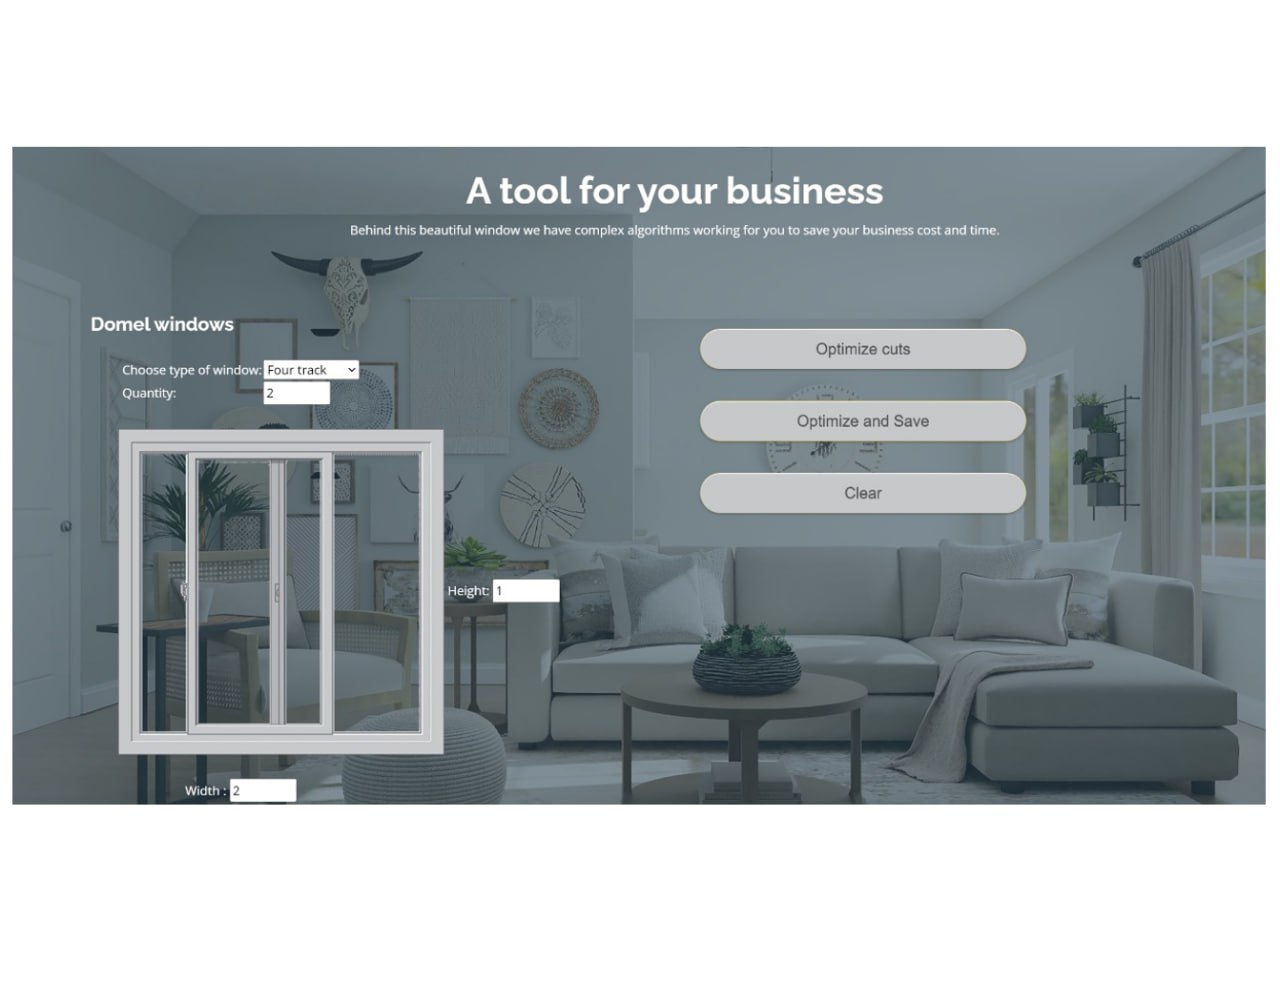 A tool for your business
Behind this beautiful window we have complex algorithms working for you to save your business cost and time.
Domel windows
Choose type of window: Four track
Quantity: 2
Height: 1
Width : 2
Optimize cuts
Optimize and Save
Clear